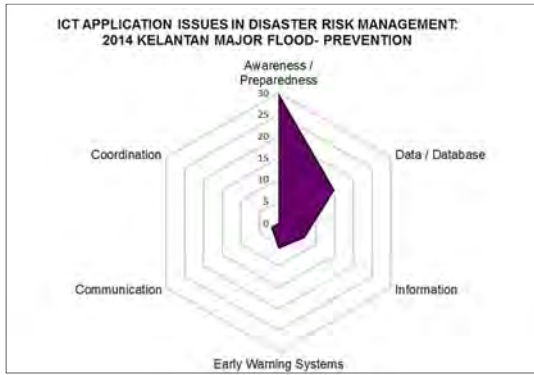 ICT APPLICATION ISSUES IN DISASTER RISK MANAGEMENT:
2014 KELANTAN MAJOR FLOOD- PREVENTION
Awareness /
Preparedness
30
25
20
15
10
5
0
Coordination
Data / Database
Communication
Information
Early Warning Systems